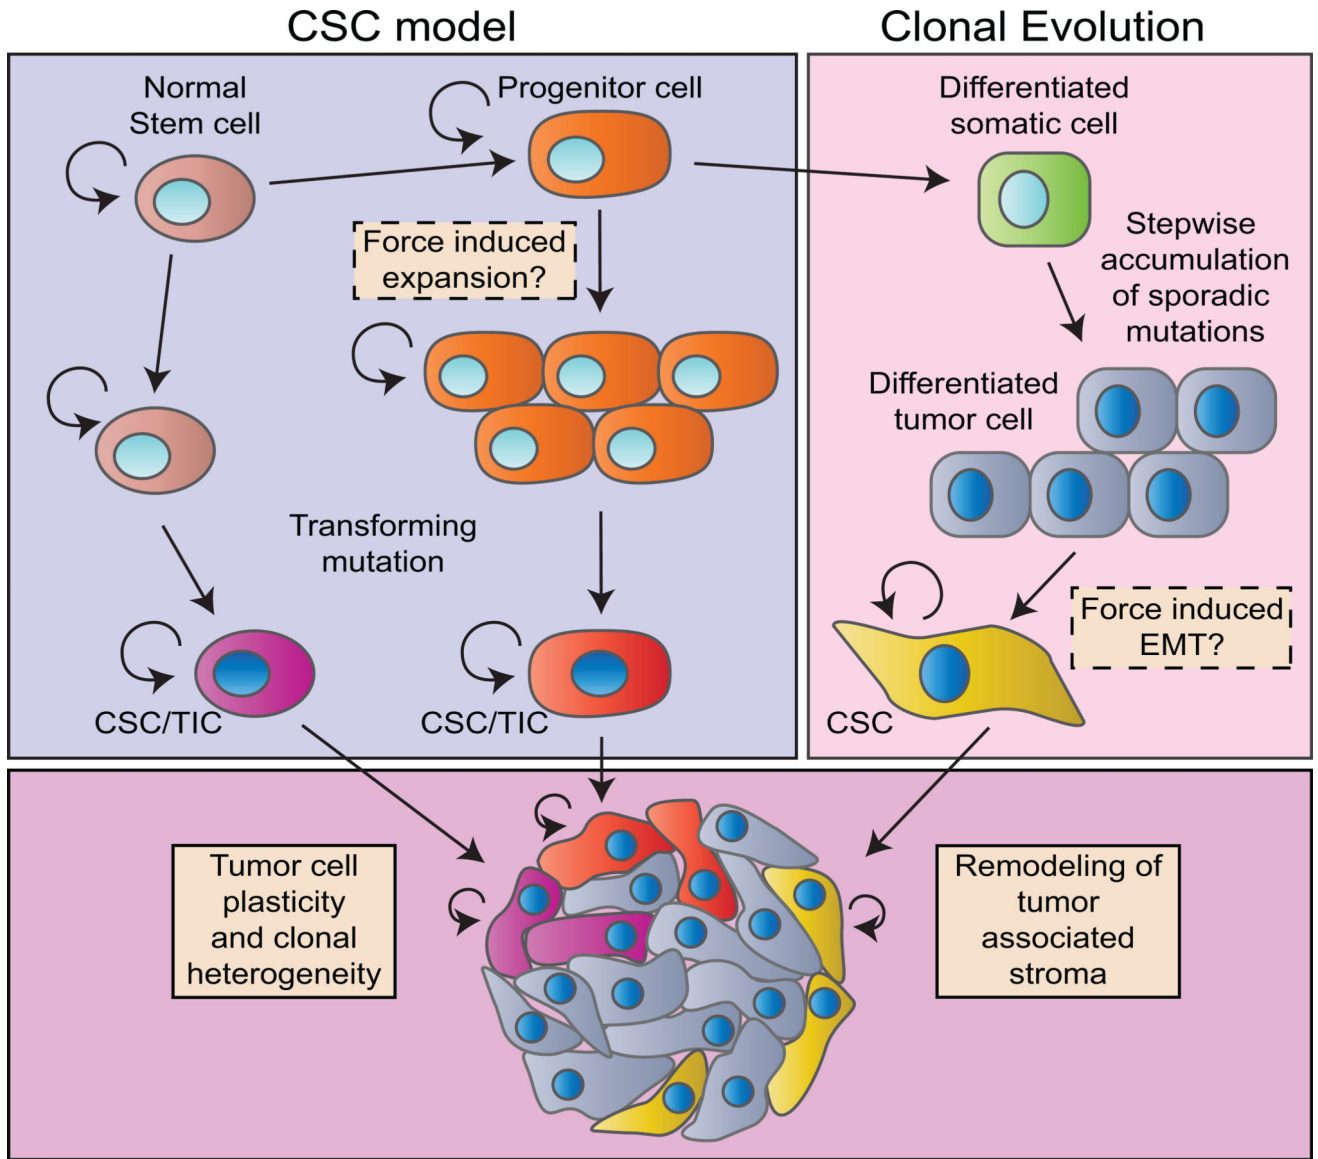 CSC model
Clonal Evolution
Normal
Stem cell
Progenitor cell
Differentiated
somatic cell
Force induced
expansion?
Stepwise
accumulation
of sporadic
mutations
Differentiated
tumor cell
Transforming
mutation
Force induced
EMT?
CSC/TIC
CSC/TIC
CSC
Tumor cell
plasticity
and clonal
heterogeneity
Remodeling of
tumor
associated
stroma